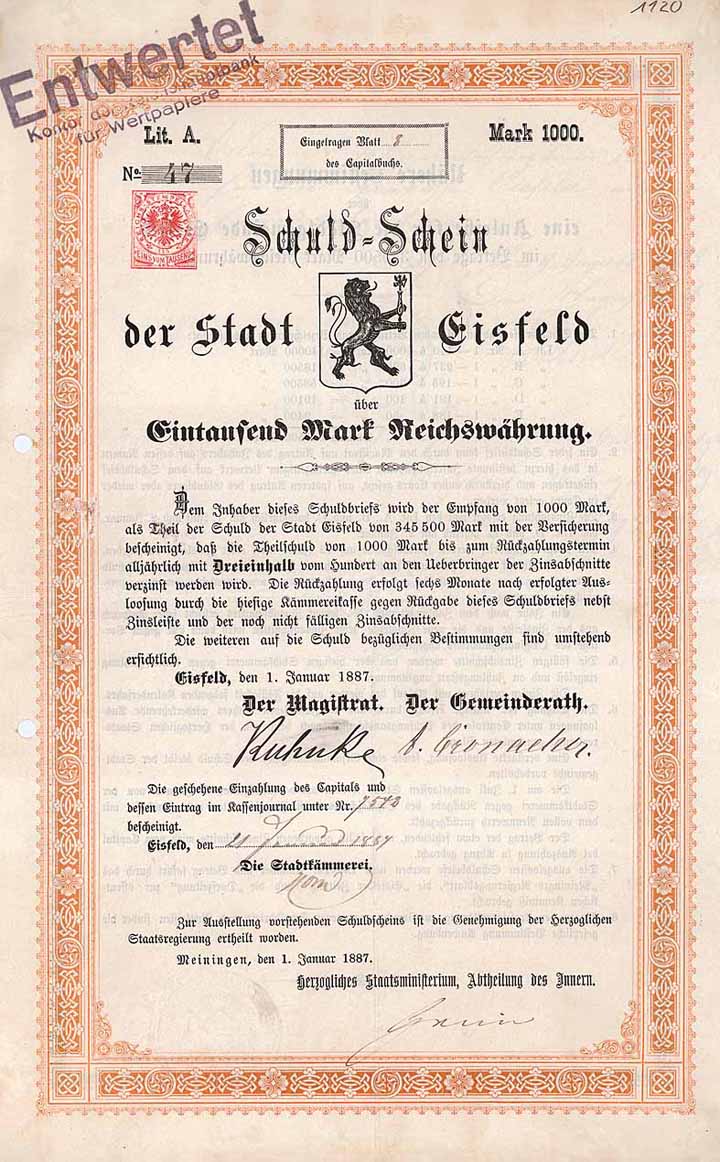 1120
Entwertet
Kontor der Reichshauptbank
für Wertpapiere
Lit. A.
Eingetragen Blatt 8
des Capitalbuchs.
Mark 1000.
No. 47
EINS VOM TAUSEND
Schuld=Schein
der Stadt Eisfeld
über
Eintausend Mark Reichswährung.
Dem Inhaber dieses Schuldbriefs wird der Empfang von 1000 Mark,
als Theil der Schuld der Stadt Eisfeld von 345 500 Mark mit der Versicherung
bescheinigt, daß die Theilschuld von 1000 Mark bis zum Rückzahlungstermin
alljährlich mit Dreieinhalb vom Hundert an den Ueberbringer der Zinsabschnitte
verzinst werden wird. Die Rückzahlung erfolgt sechs Monate nach erfolgter Aus-
loosung durch die hiesige Kämmereikasse gegen Rückgabe dieses Schuldbriefs nebst
Zinsleiste und der noch nicht fälligen Zinsabschnitte.
Die weiteren auf die Schuld bezüglichen Bestimmungen sind umstehend
ersichtlich.
Eisfeld, den 1. Januar 1887.
Der Magistrat. Der Gemeinderath.
Die geschehene Einzahlung des Capitals und
dessen Eintrag im Kassenjournal unter Nr.
bescheinigt.
Eisfeld, den 1887
Die Stadtkämmerei.
Zur Ausstellung vorstehenden Schuldscheins ist die Genehmigung der Herzoglichen
Staatsregierung ertheilt worden.
Meiningen, den 1. Januar 1887.
Herzogliches Staatsministerium, Abtheilung des Innern.